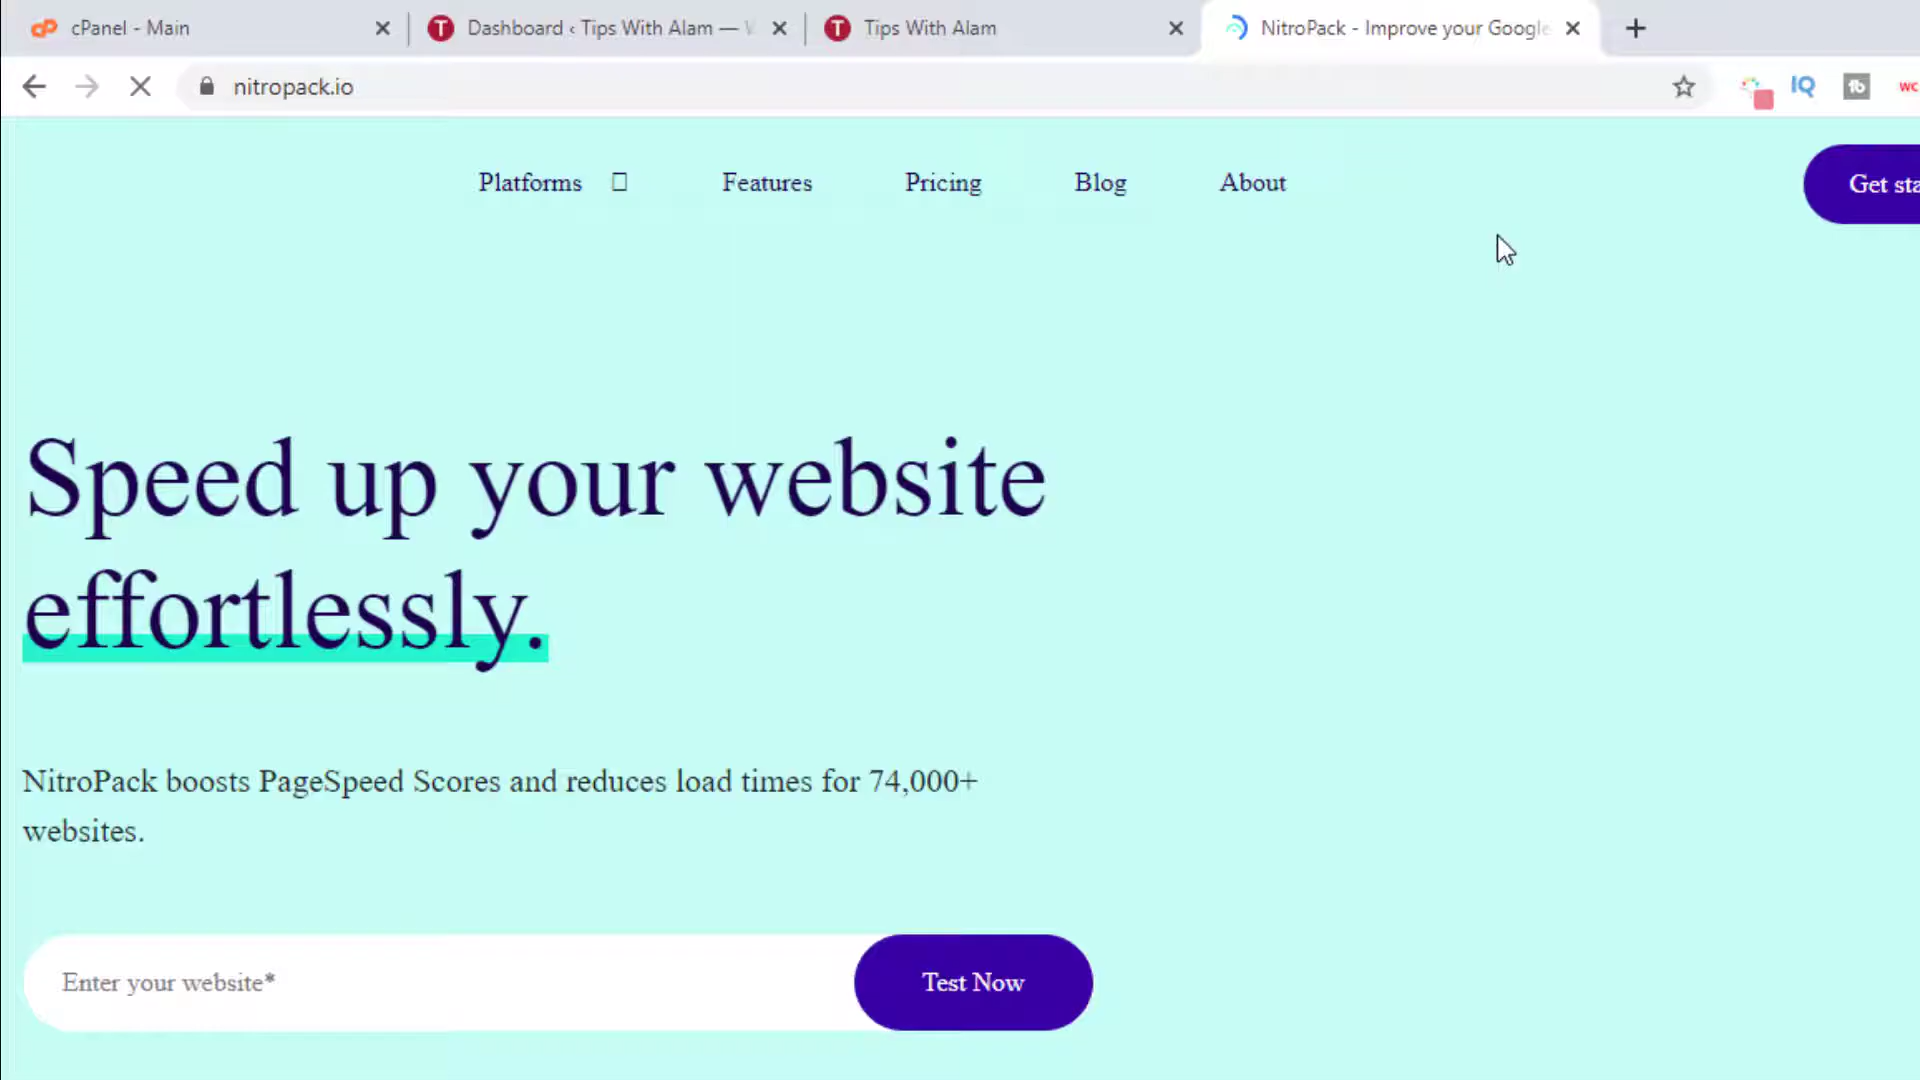 cPanel - Main
Dashboard ‹ Tips With Alam —
Tips With Alam
NitroPack - Improve your Google
nitropack.io
IQ
WC
Platforms
Features
Pricing
Blog
About
Get sta
Speed up your website
effortlessly.
NitroPack boosts PageSpeed Scores and reduces load times for 74,000+
websites.
Enter your website*
Test Now